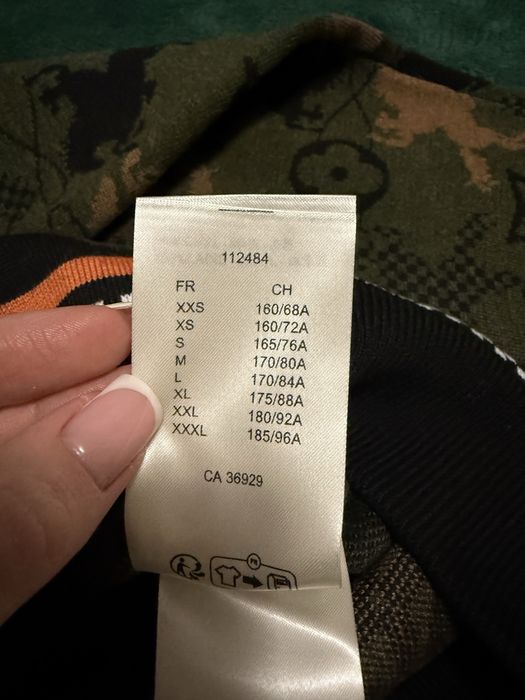 112484
FR CH
XXS 160/68A
XS 160/72A
S 165/76A
M 170/80A
L 170/84A
XL 175/88A
XXL 180/92A
XXXL 185/96A
CA 36929
FR